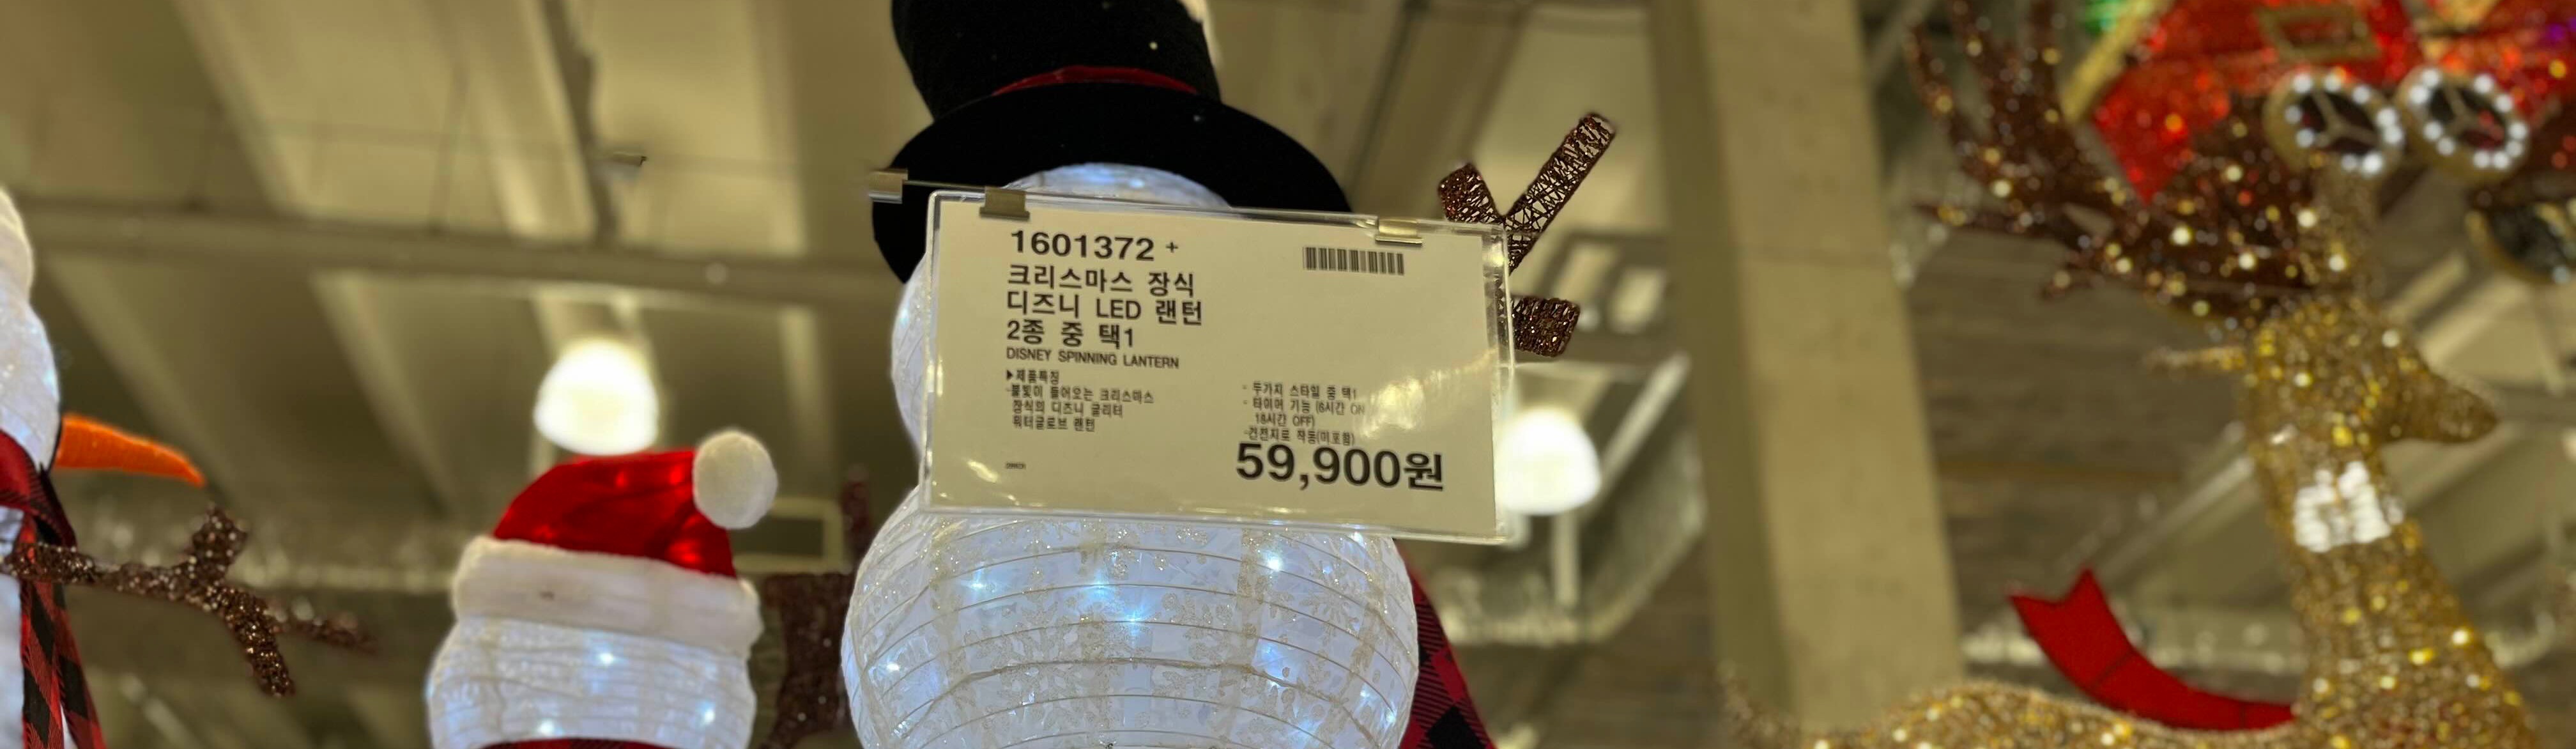 1601372 +
크리스마스 장식
디즈니 LED 랜턴
2종 중 택1
DISNEY SPINNING LANTERN
▶제품특징
-불빛이 들어오는 크리스마스
장식의 디즈니 글리터
워터글로브 랜턴
- 두가지 스타일 중 택1
- 타이머 기능 (6시간 ON
18시간 OFF)
-건전지로 작동(미포함)
59,900원